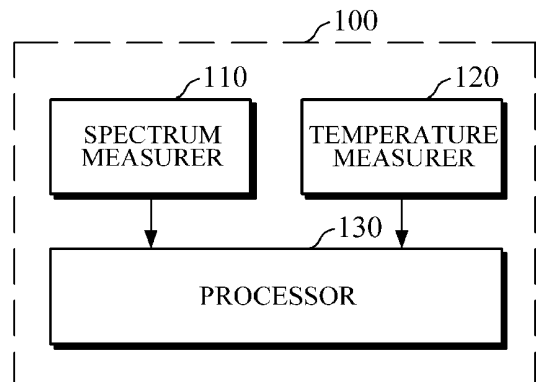 100
110
120
SPECTRUM
MEASURER
TEMPERATURE
MEASURER
130
PROCESSOR